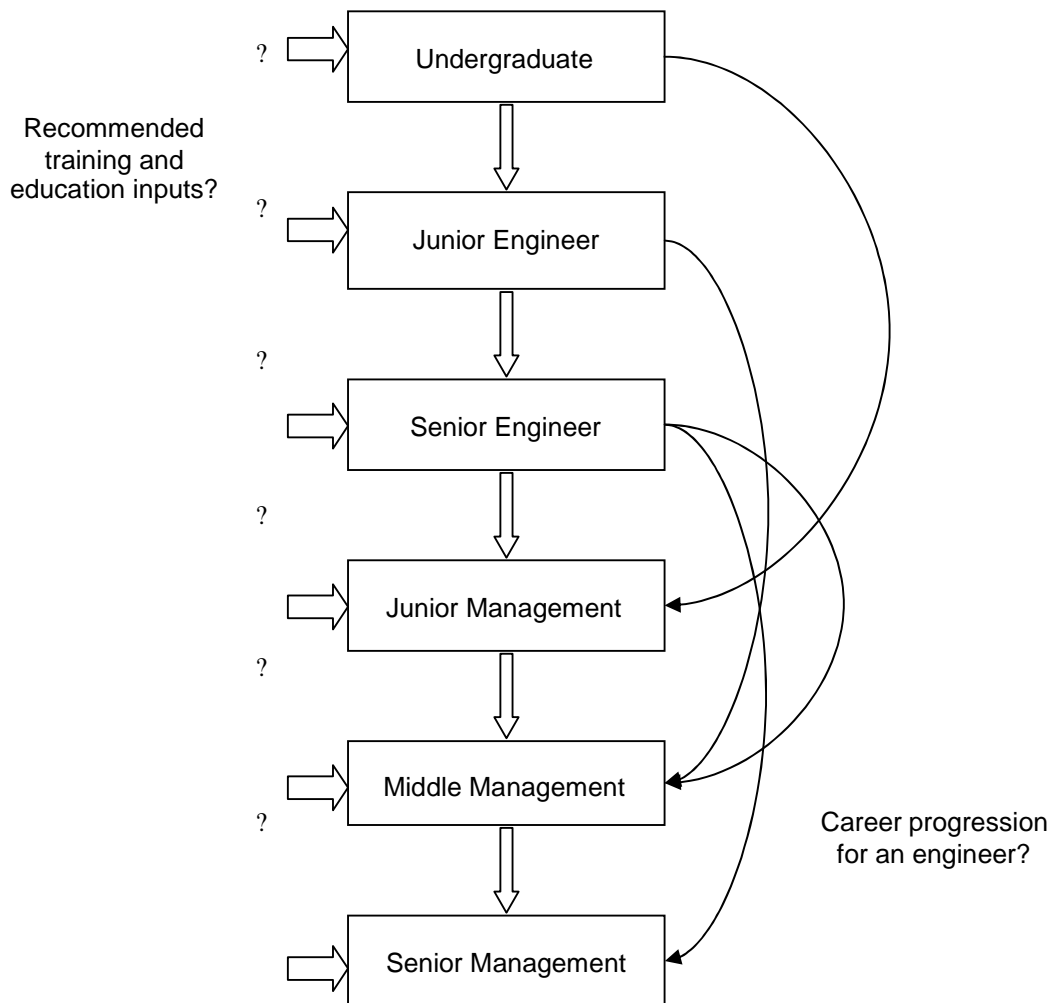 ?
Undergraduate
Recommended
training and
education inputs?
?
Junior Engineer
?
Senior Engineer
?
Junior Management
?
Middle Management
?
Career progression
for an engineer?
Senior Management